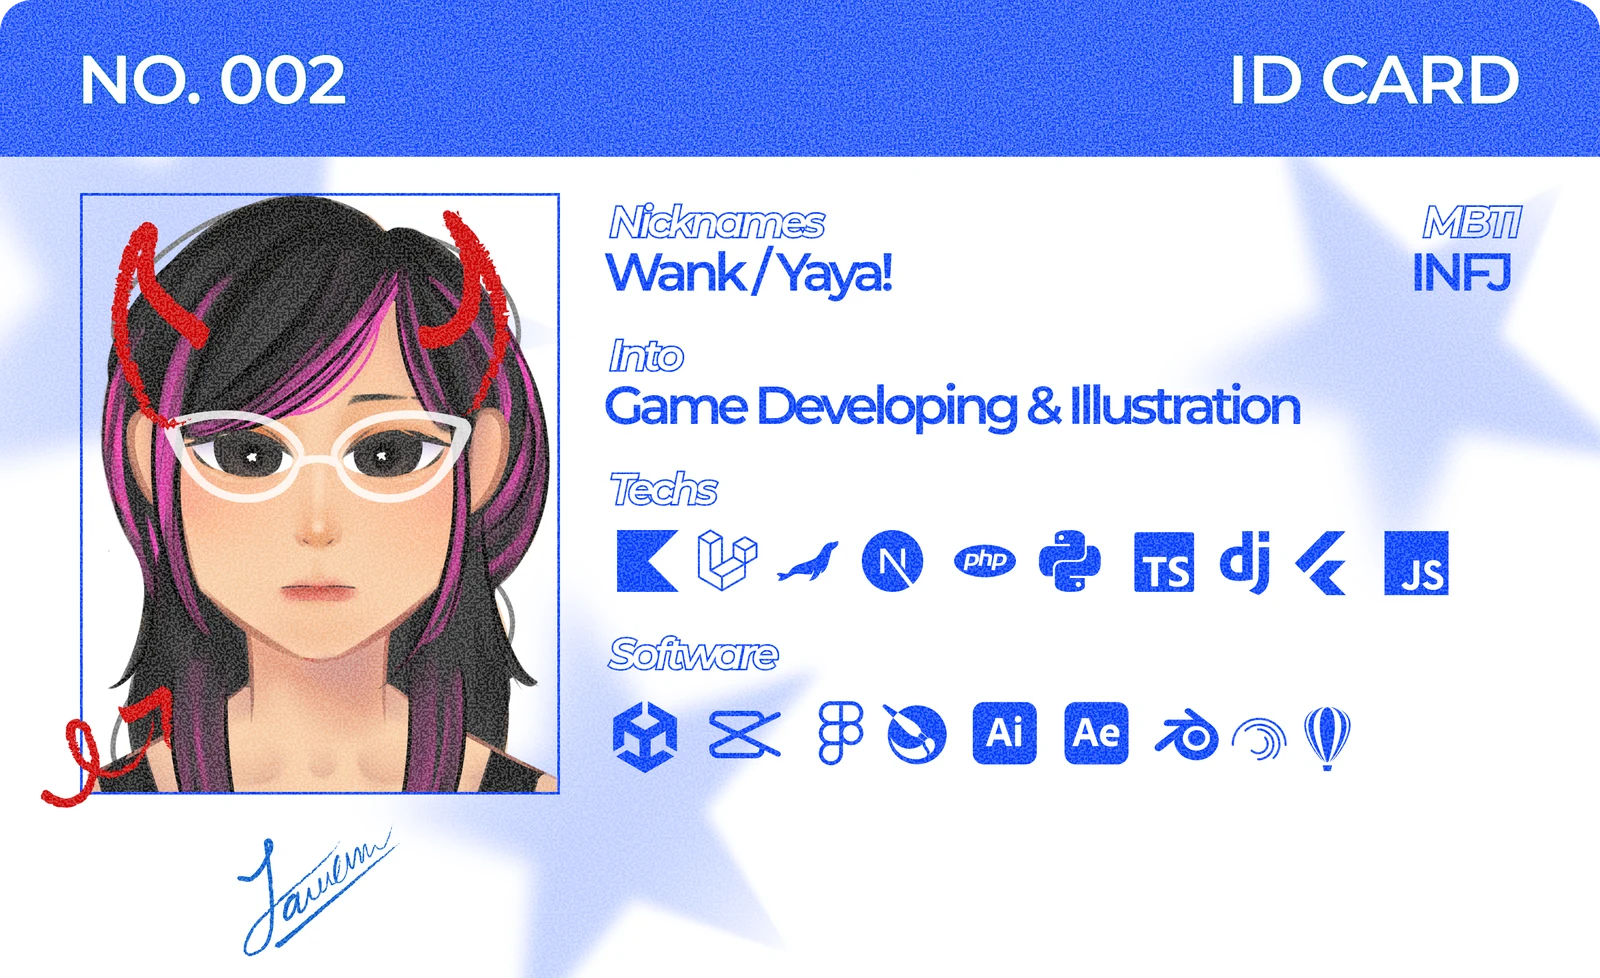 NO. 002
ID CARD
Nicknames
Wank / Yaya!
MBTI
INFJ
Into
Game Developing & Illustration
Techs
N php TS dj JS
Software
Ai Ae